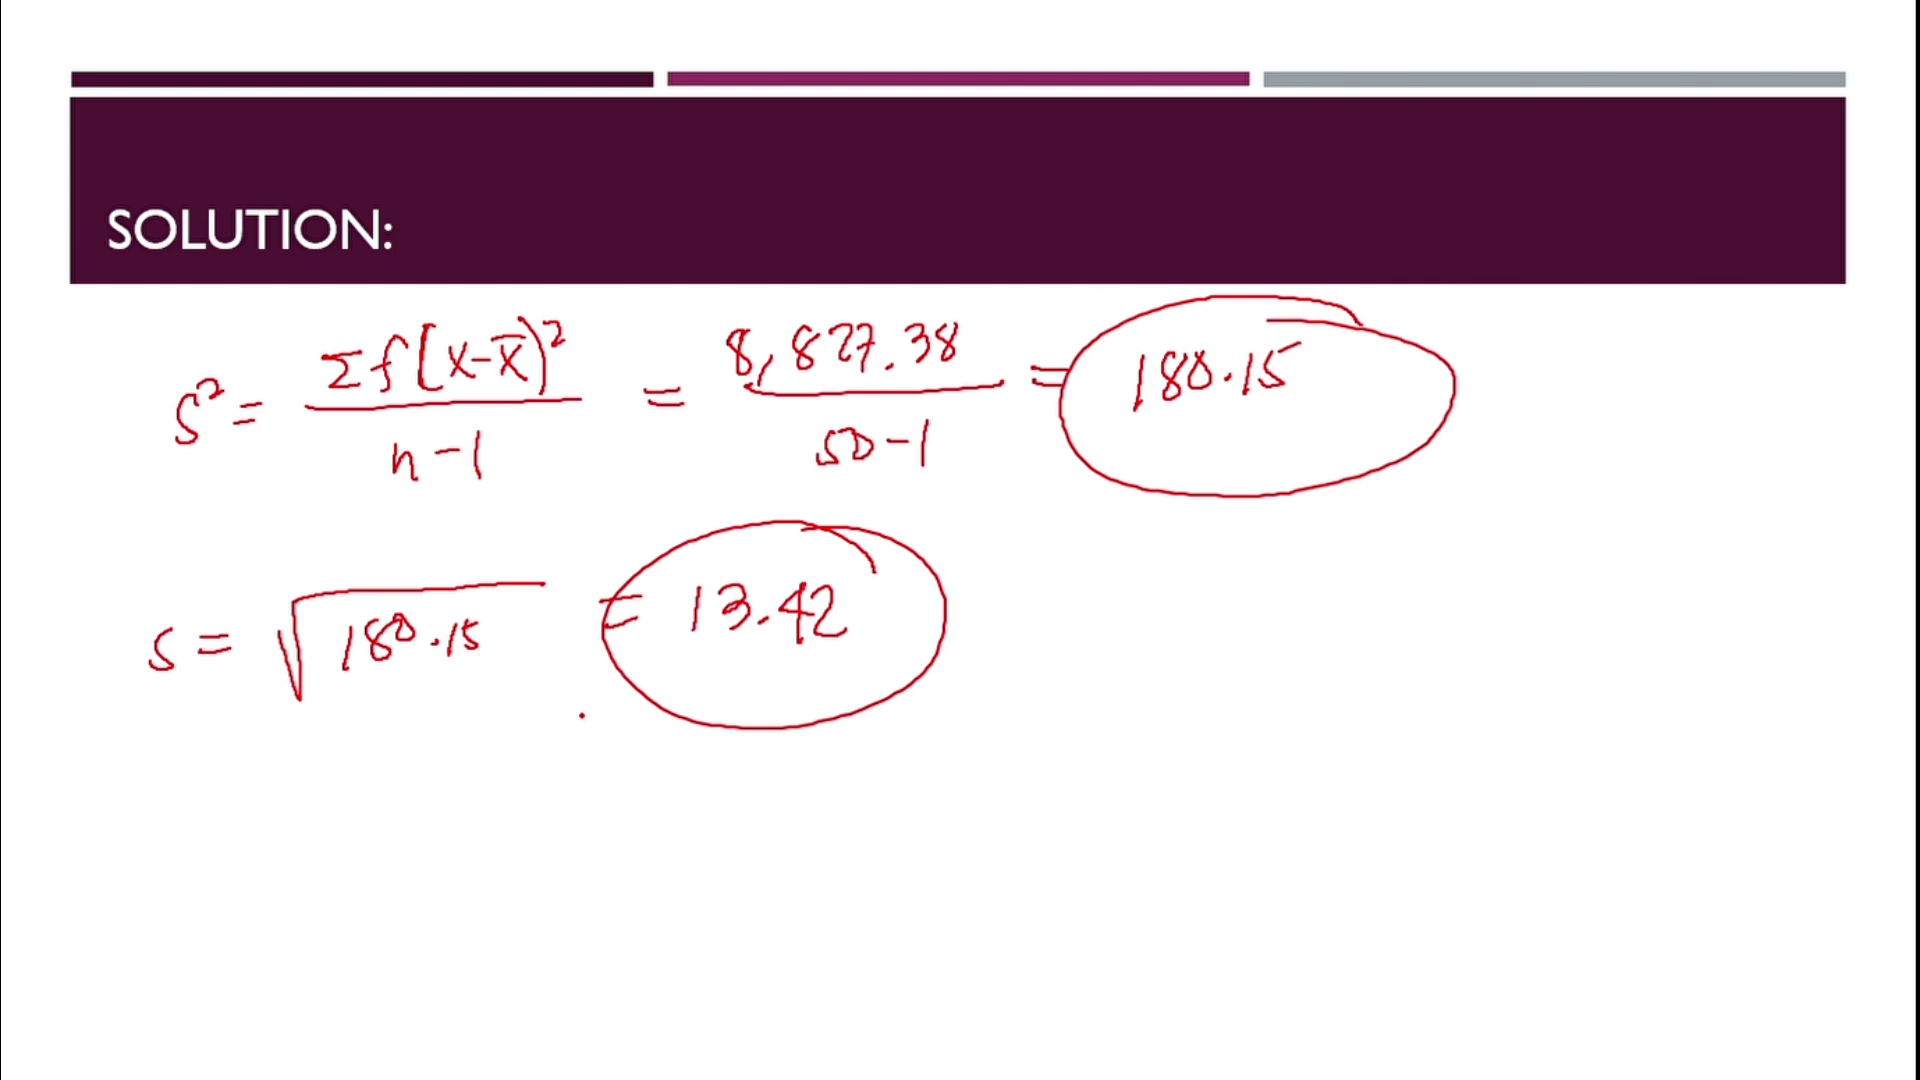 SOLUTION:
S² = Σf(x-x̄)² / n-1 = 8,827.38 / 50-1 = 180.15
S = √180.15 = 13.42